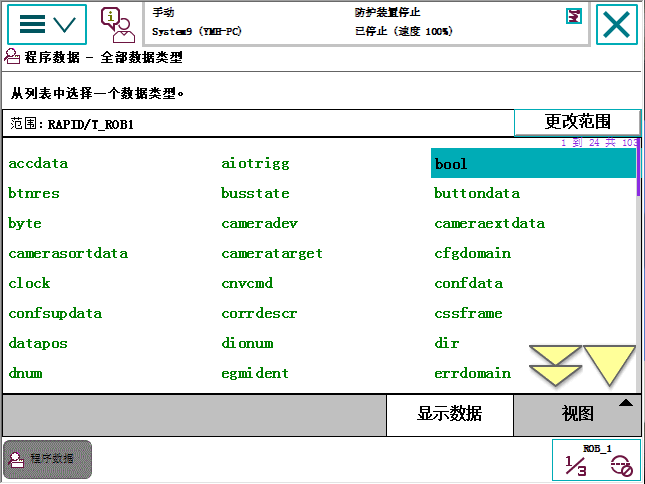 手动
防护装置停止
System9 (YMH-PC)
已停止 (速度 100%)
程序数据 - 全部数据类型
从列表中选择一个数据类型。
范围: RAPID/T_ROB1
更改范围
1 到 24 共 103
accdata aiotrigg bool
btnres busstate buttondata
byte cameradev cameraextdata
camerasortdata cameratarget cfgdomain
clock cnvcmd confdata
confsupdata corrdescr cssframe
datapos dionum dir
dnum egmident errdomain
显示数据 视图
程序数据
ROB_1
1/3